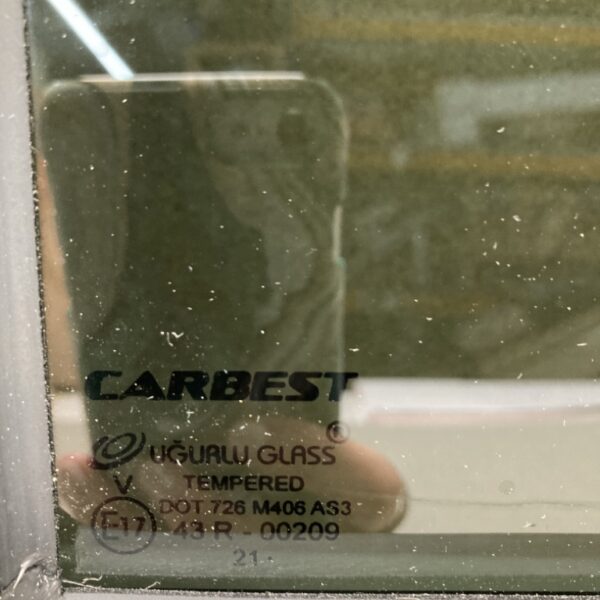 CARBEST
®
UĞURLU GLASS
V TEMPERED
DOT 726 M406 AS3
E17 43 R - 00209
21 ·